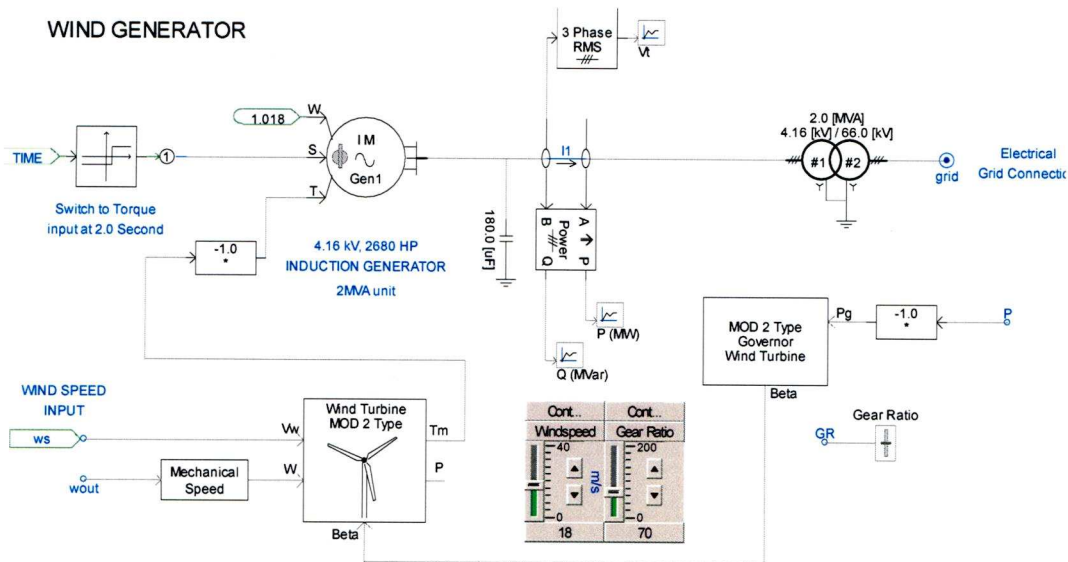 WIND GENERATOR
3 Phase
RMS
Vt
1.018
W
TIME
1
S
IM
Gen1
T
I1
2.0 [MVA]
4.16 [kV] / 66.0 [kV]
#1
#2
grid
Electrical
Grid Connectio
Switch to Torque
input at 2.0 Second
-1.0
*
4.16 kV, 2680 HP
INDUCTION GENERATOR
2MVA unit
180.0 [uF]
A
P
Power
B
Q
P (MW)
Q (MVar)
MOD 2 Type
Governor
Wind Turbine
Pg
-1.0
*
P
Beta
WIND SPEED
INPUT
ws
Vw
Wind Turbine
MOD 2 Type
Tm
P
wout
Mechanical
Speed
W
Beta
Cont...
Cont...
Windspeed
Gear Ratio
40
0
m/s
200
0
18
70
Gear Ratio
GR